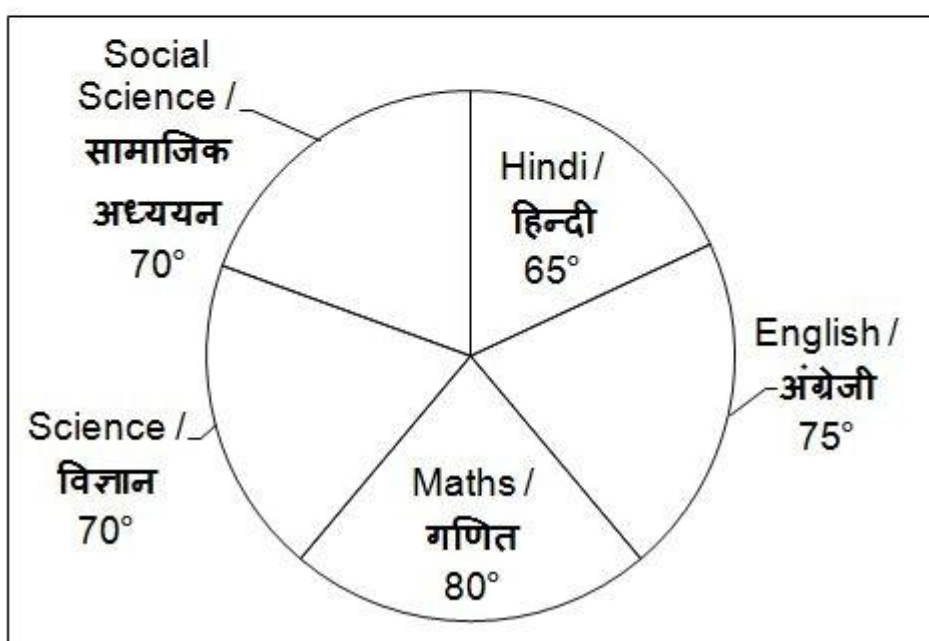 Social
Science /
सामाजिक
अध्ययन
70°
Hindi /
हिन्दी
65°
English /
अंग्रेजी
75°
Maths /
गणित
80°
Science /
विज्ञान
70°